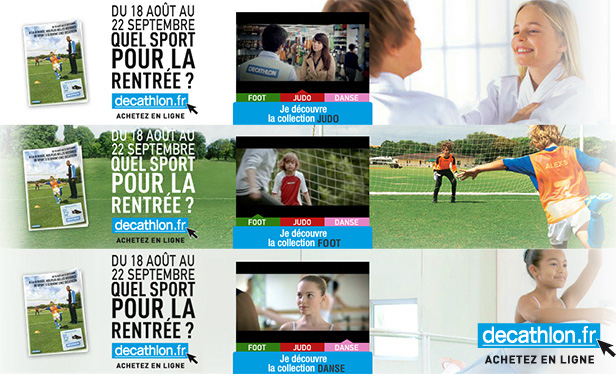 DU 18 AOÛT AU
22 SEPTEMBRE
QUEL SPORT
POUR LA
RENTRÉE ?
decathlon.fr
ACHETEZ EN LIGNE
DECATHLON
FOOT JUDO DANSE
Je découvre
la collection JUDO
DU 18 AOÛT AU
22 SEPTEMBRE
QUEL SPORT
POUR LA
RENTRÉE ?
decathlon.fr
ACHETEZ EN LIGNE
FOOT JUDO DANSE
Je découvre
la collection FOOT
ALEXIS
DU 18 AOÛT AU
22 SEPTEMBRE
QUEL SPORT
POUR LA
RENTRÉE ?
decathlon.fr
ACHETEZ EN LIGNE
FOOT JUDO DANSE
Je découvre
la collection DANSE
decathlon.fr
ACHETEZ EN LIGNE